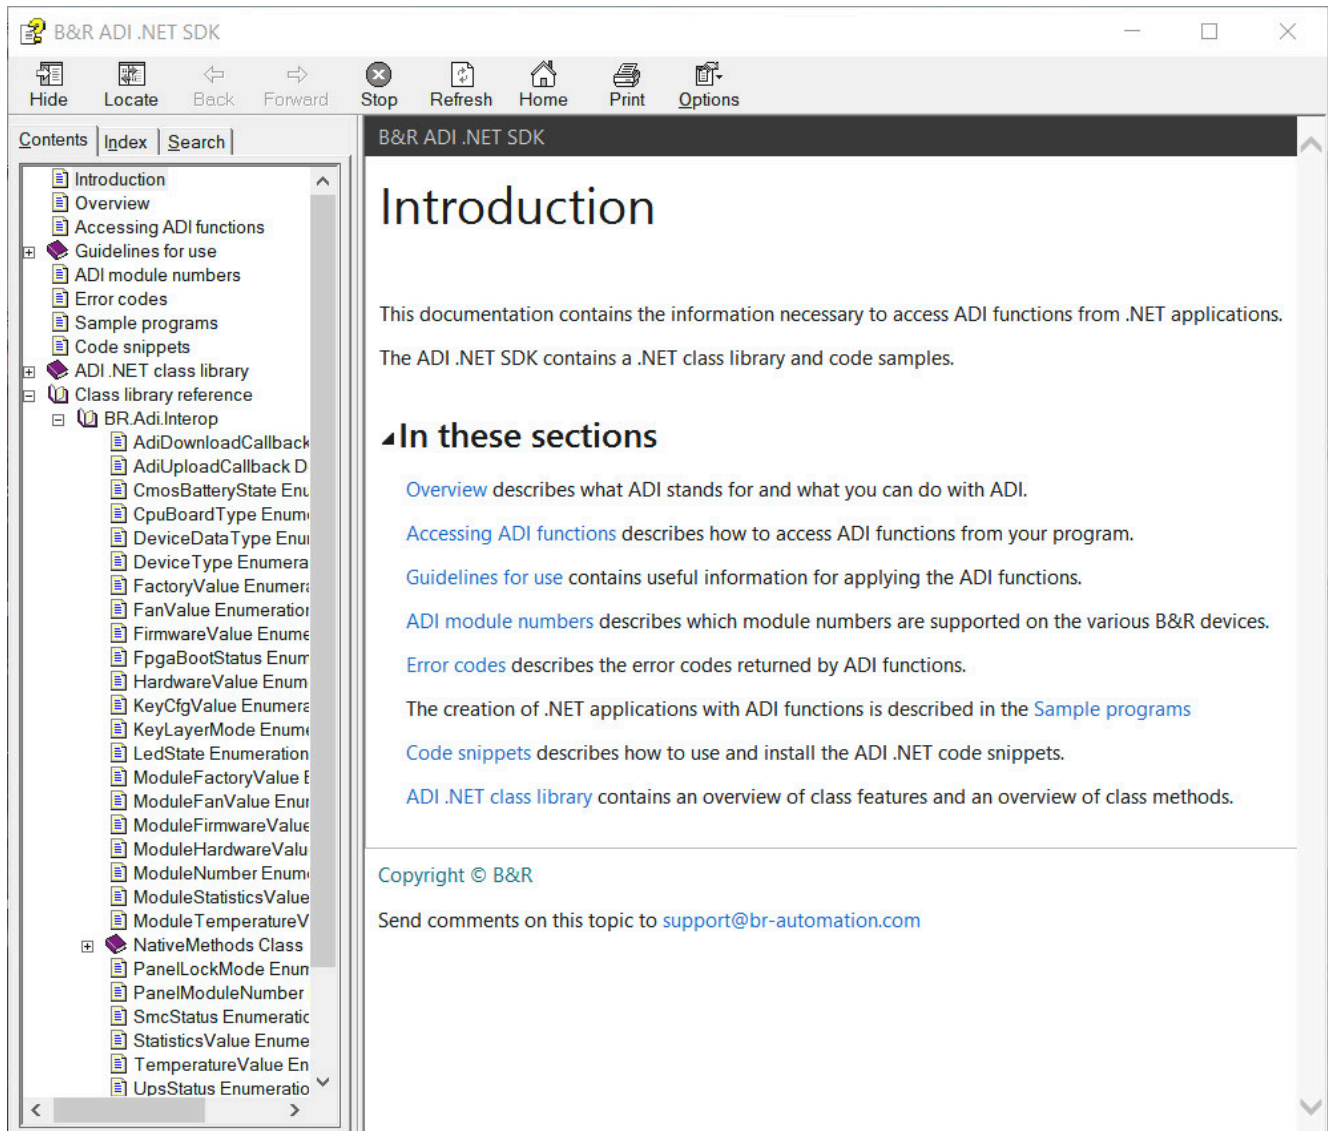 B&R ADI .NET SDK
Hide Locate Back Forward Stop Refresh Home Print Options
Contents Index Search
Introduction
Overview
Accessing ADI functions
Guidelines for use
ADI module numbers
Error codes
Sample programs
Code snippets
ADI .NET class library
Class library reference
BR.Adi.Interop
AdiDownloadCallback
AdiUploadCallback D
CmosBatteryState Enu
CpuBoardType Enum
DeviceDataType Enu
DeviceType Enumera
FactoryValue Enumera
FanValue Enumeration
FirmwareValue Enume
FpgaBootStatus Enum
HardwareValue Enum
KeyCfgValue Enumera
KeyLayerMode Enum
LedState Enumeration
ModuleFactoryValue E
ModuleFanValue Enu
ModuleFirmwareValue
ModuleHardwareValu
ModuleNumber Enum
ModuleStatisticsValue
ModuleTemperatureV
NativeMethods Class
PanelLockMode Enum
PanelModuleNumber
SmcStatus Enumeratio
StatisticsValue Enume
TemperatureValue En
UpsStatus Enumeratio
B&R ADI .NET SDK
Introduction
This documentation contains the information necessary to access ADI functions from .NET applications.
The ADI .NET SDK contains a .NET class library and code samples.
In these sections
Overview describes what ADI stands for and what you can do with ADI.
Accessing ADI functions describes how to access ADI functions from your program.
Guidelines for use contains useful information for applying the ADI functions.
ADI module numbers describes which module numbers are supported on the various B&R devices.
Error codes describes the error codes returned by ADI functions.
The creation of .NET applications with ADI functions is described in the Sample programs
Code snippets describes how to use and install the ADI .NET code snippets.
ADI .NET class library contains an overview of class features and an overview of class methods.
Copyright © B&R
Send comments on this topic to support@br-automation.com